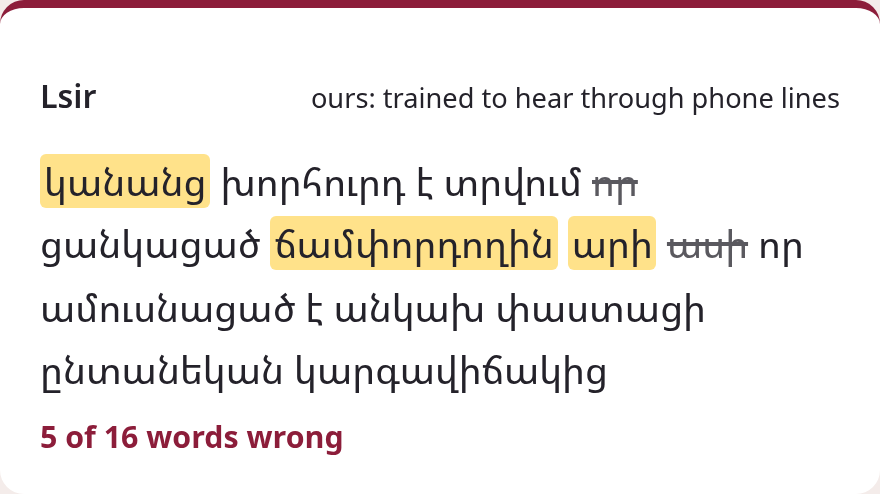 Lsir
ours: trained to hear through phone lines
կանանց խորհուրդ է տրվում որ
ցանկացած ճամփորդողին արի ասի որ
ամուսնացած է անկախ փաստացի
ընտանեկան կարգավիճակից
5 of 16 words wrong